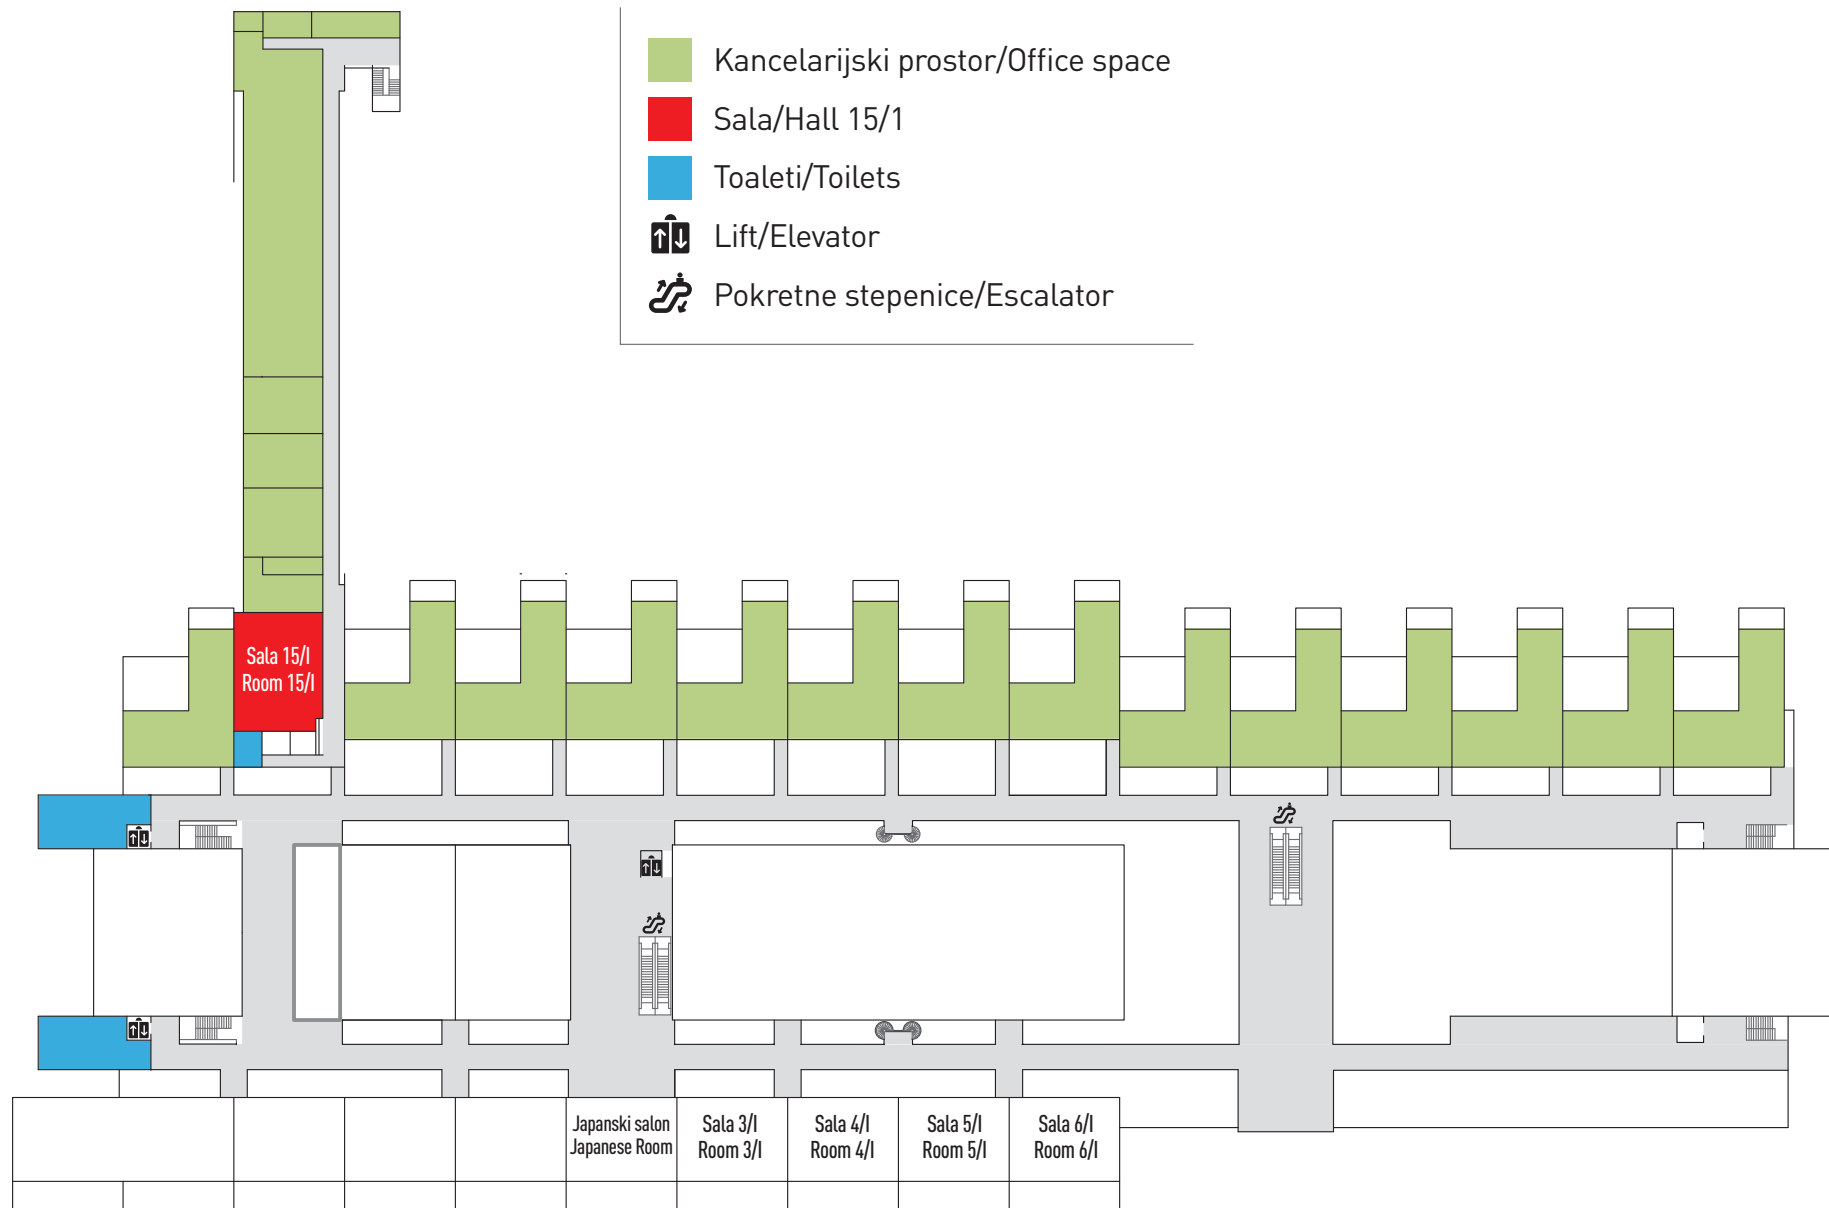 Kancelarijski prostor/Office space
Sala/Hall 15/1
Toaleti/Toilets
Lift/Elevator
Pokretne stepenice/Escalator
Sala 15/I
Room 15/I
Japanski salon
Japanese Room
Sala 3/I
Room 3/I
Sala 4/I
Room 4/I
Sala 5/I
Room 5/I
Sala 6/I
Room 6/I